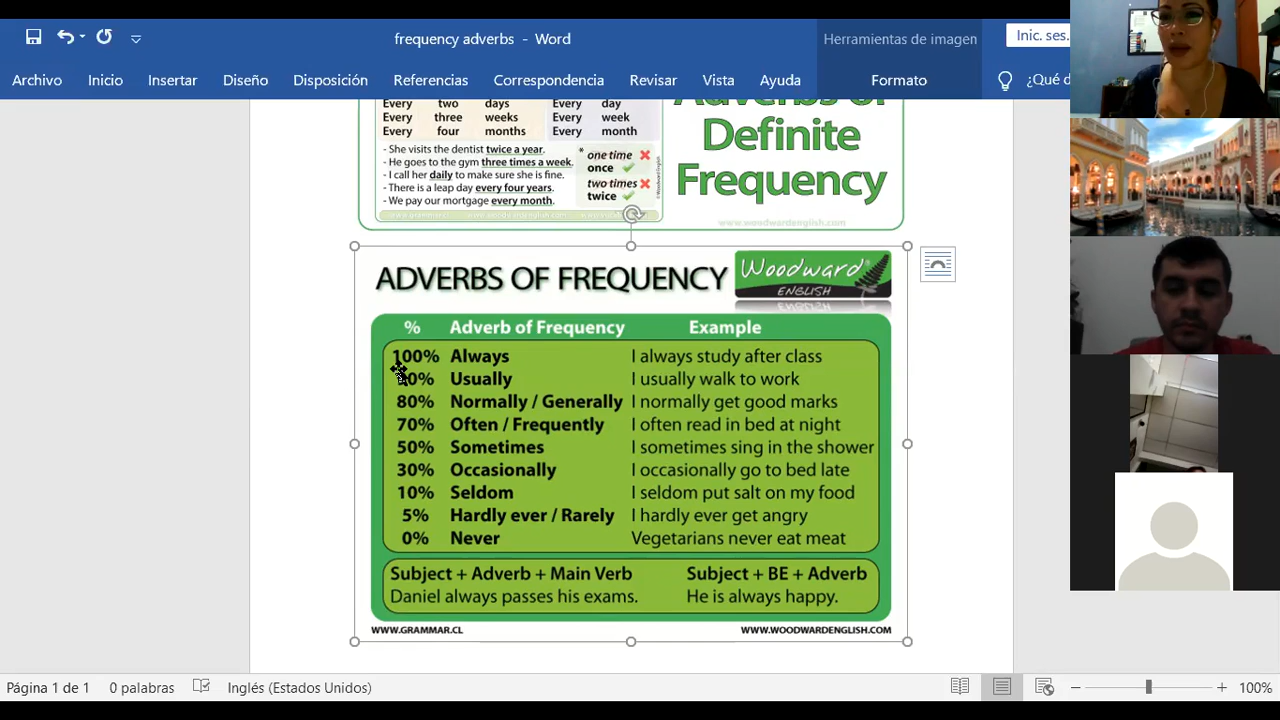 frequency adverbs - Word
Herramientas de imagen
Inic. ses.
Archivo Inicio Insertar Diseño Disposición Referencias Correspondencia Revisar Vista Ayuda Formato ¿Qué d
Every two days Every day
Every three weeks Every week
Every four months Every month
- She visits the dentist twice a year.
- He goes to the gym three times a week.
- I call her daily to make sure she is fine.
- There is a leap day every four years.
- We pay our mortgage every month.
* one time
once
two times
twice
Adverbs of
Definite
Frequency
www.woodwardenglish.com
ADVERBS OF FREQUENCY
Woodward
ENGLISH
% Adverb of Frequency Example
100% Always I always study after class
0% Usually I usually walk to work
80% Normally / Generally I normally get good marks
70% Often / Frequently I often read in bed at night
50% Sometimes I sometimes sing in the shower
30% Occasionally I occasionally go to bed late
10% Seldom I seldom put salt on my food
5% Hardly ever / Rarely I hardly ever get angry
0% Never Vegetarians never eat meat
Subject + Adverb + Main Verb Subject + BE + Adverb
Daniel always passes his exams. He is always happy.
WWW.GRAMMAR.CL WWW.WOODWARDENGLISH.COM
Página 1 de 1 0 palabras Inglés (Estados Unidos) 100%